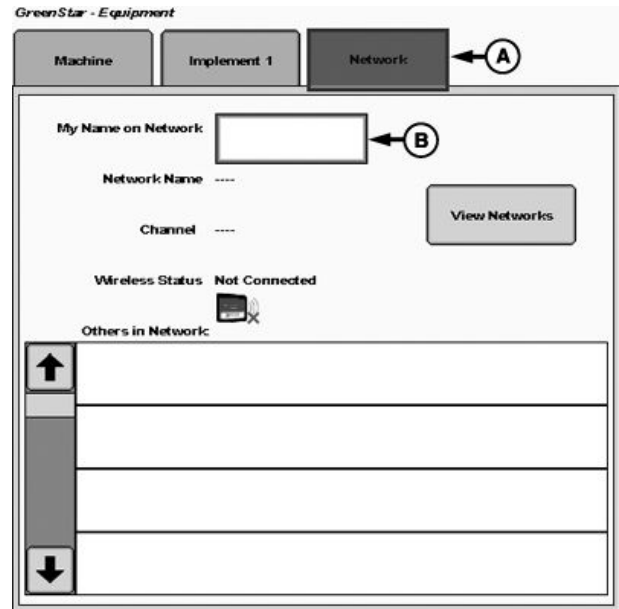 GreenStar - Equipment
Machine Implement 1 Network A
My Name on Network B
Network Name ----
View Networks
Channel ----
Wireless Status Not Connected
Others in Network: